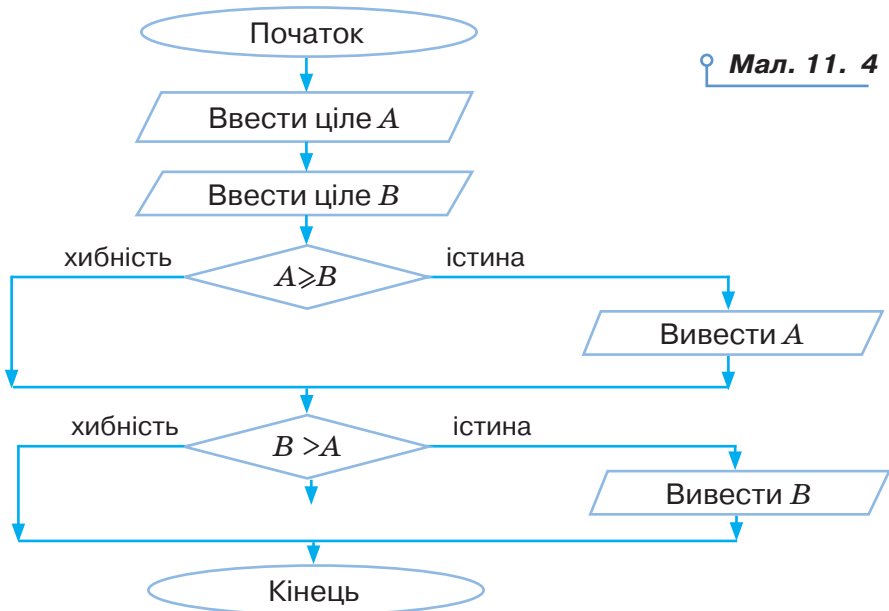 Початок
Мал. 11. 4
Ввести ціле A
Ввести ціле B
хибність
істина
A⩾B
Вивести A
хибність
істина
B >A
Вивести B
Кінець